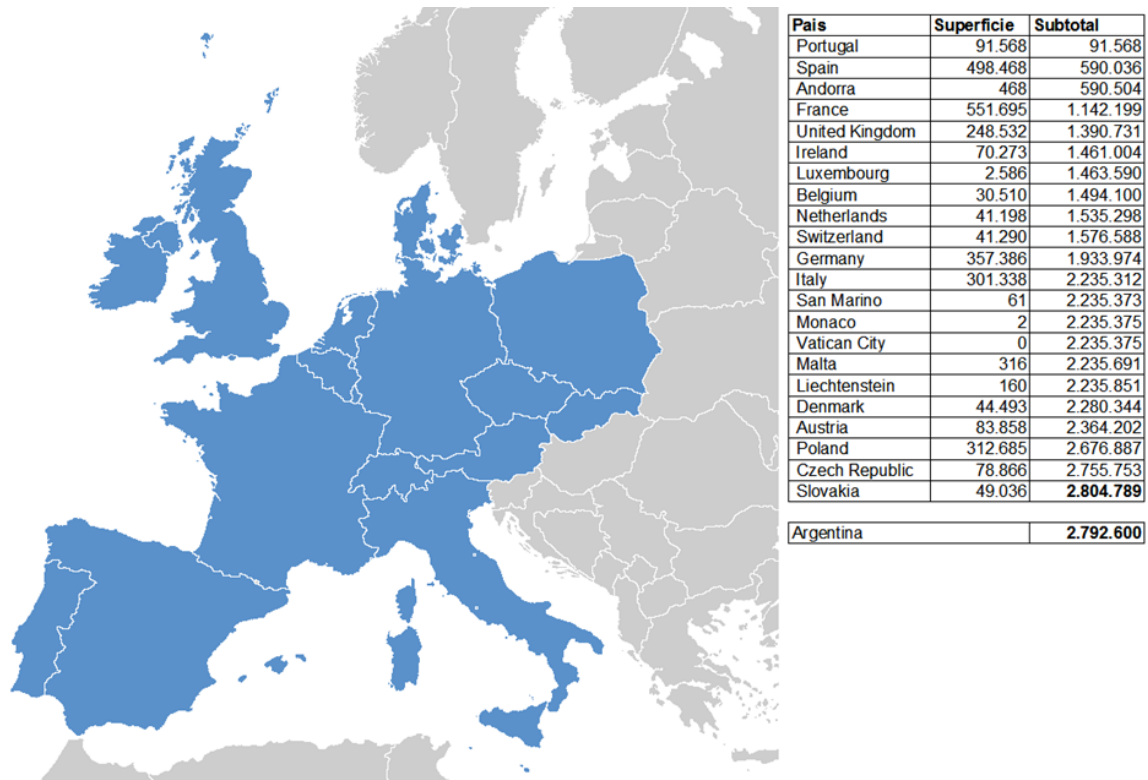 Pais Superficie Subtotal
Portugal 91.568 91.568
Spain 498.468 590.036
Andorra 468 590.504
France 551.695 1.142.199
United Kingdom 248.532 1.390.731
Ireland 70.273 1.461.004
Luxembourg 2.586 1.463.590
Belgium 30.510 1.494.100
Netherlands 41.198 1.535.298
Switzerland 41.290 1.576.588
Germany 357.386 1.933.974
Italy 301.338 2.235.312
San Marino 61 2.235.373
Monaco 2 2.235.375
Vatican City 0 2.235.375
Malta 316 2.235.691
Liechtenstein 160 2.235.851
Denmark 44.493 2.280.344
Austria 83.858 2.364.202
Poland 312.685 2.676.887
Czech Republic 78.866 2.755.753
Slovakia 49.036 2.804.789
Argentina 2.792.600